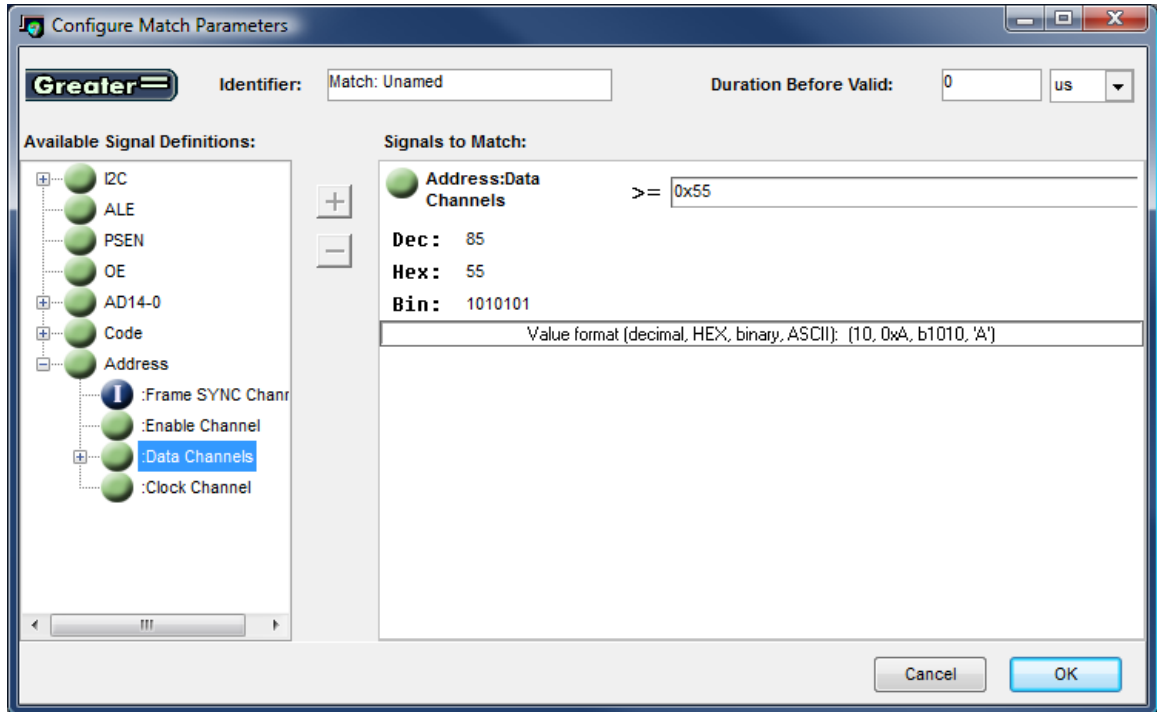 Configure Match Parameters
Greater= Identifier: Match: Unamed Duration Before Valid: 0 us
Available Signal Definitions: Signals to Match:
I2C
ALE
PSEN
OE
AD14-0
Code
Address
:Frame SYNC Chanr
:Enable Channel
:Data Channels
:Clock Channel
Address:Data
Channels
>= 0x55
Dec: 85
Hex: 55
Bin: 1010101
Value format (decimal, HEX, binary, ASCII): (10, 0xA, b1010, 'A')
Cancel OK